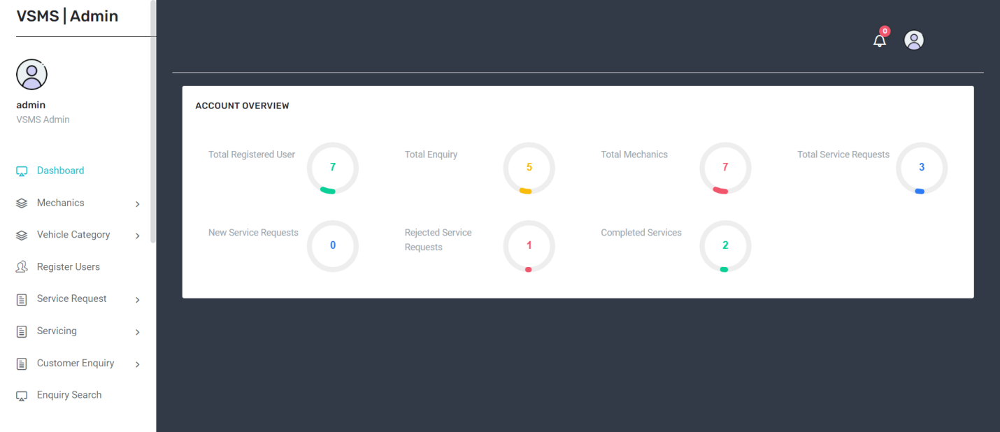 VSMS | Admin
0
admin
VSMS Admin
Dashboard
Mechanics
Vehicle Category
Register Users
Service Request
Servicing
Customer Enquiry
Enquiry Search
ACCOUNT OVERVIEW
Total Registered User
7
Total Enquiry
5
Total Mechanics
7
Total Service Requests
3
New Service Requests
0
Rejected Service
Requests
1
Completed Services
2